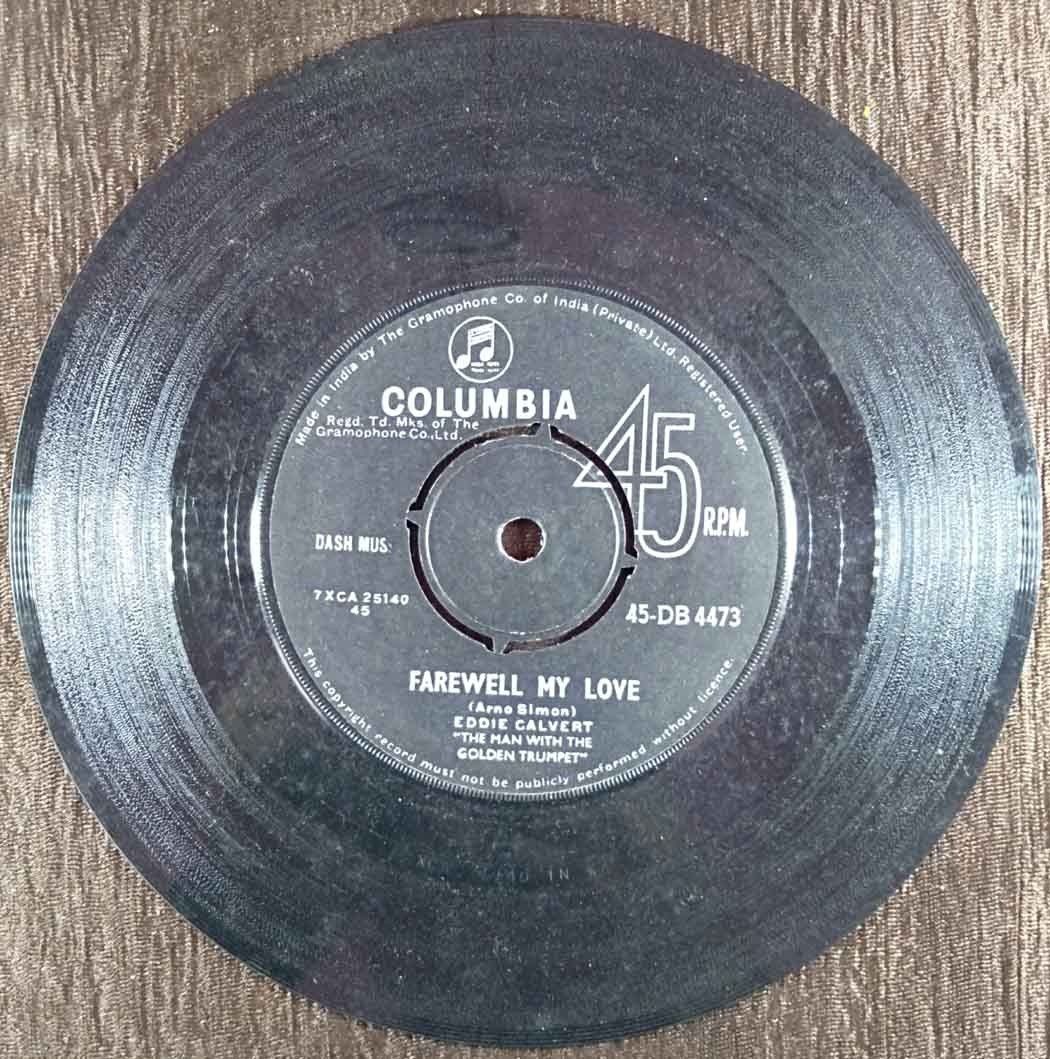 Made in India by The Gramophone Co. of India (Private) Ltd. Registered User.
COLUMBIA
Regd. Td. Mks. of The
Gramophone Co., Ltd.
45
R.P.M.
DASH MUS.
7XCA 25140
45
45-DB 4473
FAREWELL MY LOVE
(Arno Simon)
EDDIE CALVERT
"THE MAN WITH THE
GOLDEN TRUMPET"
This copyright record must not be publicly performed without licence.